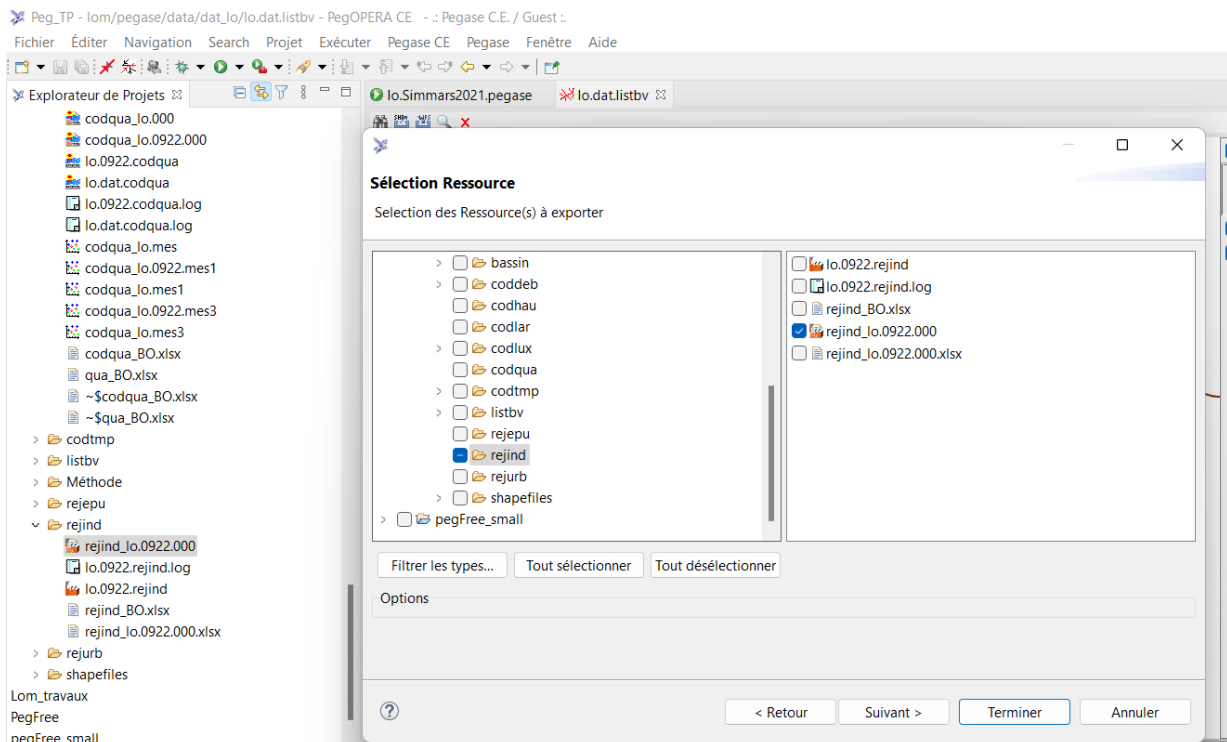 Peg_TP - lom/pegase/data/dat_lo/lo.dat.listbv - PegOPERA CE - .: Pegase C.E. / Guest :.
Fichier Éditer Navigation Search Projet Exécuter Pegase CE Pegase Fenêtre Aide
Explorateur de Projets
codqua_lo.000
codqua_lo.0922.000
lo.0922.codqua
lo.dat.codqua
lo.0922.codqua.log
lo.dat.codqua.log
codqua_lo.mes
codqua_lo.0922.mes1
codqua_lo.mes1
codqua_lo.0922.mes3
codqua_lo.mes3
codqua_BO.xlsx
qua_BO.xlsx
~$codqua_BO.xlsx
~$qua_BO.xlsx
codtmp
listbv
Méthode
rejepu
rejind
rejind_lo.0922.000
lo.0922.rejind.log
lo.0922.rejind
rejind_BO.xlsx
rejind_lo.0922.000.xlsx
rejurb
shapefiles
Lom_travaux
PegFree
pegFree_small
lo.Simmars2021.pegase lo.dat.listbv
Sélection Ressource
Selection des Ressource(s) à exporter
bassin
coddeb
codhau
codlar
codlux
codqua
codtmp
listbv
rejepu
rejind
rejurb
shapefiles
pegFree_small
lo.0922.rejind
lo.0922.rejind.log
rejind_BO.xlsx
rejind_lo.0922.000
rejind_lo.0922.000.xlsx
Filtrer les types... Tout sélectionner Tout désélectionner
Options
< Retour Suivant > Terminer Annuler